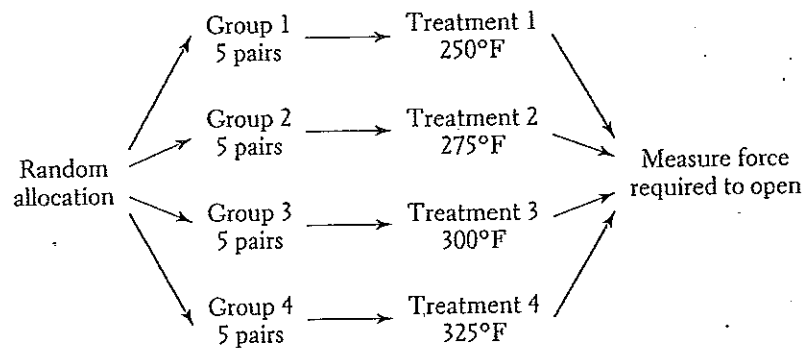 Group 1
5 pairs
Treatment 1
250°F
Group 2
5 pairs
Treatment 2
275°F
Random
allocation
Measure force
required to open
Group 3
5 pairs
Treatment 3
300°F
Group 4
5 pairs
Treatment 4
325°F